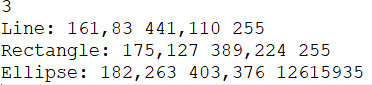 3
Line: 161,83 441,110 255
Rectangle: 175,127 389,224 255
Ellipse: 182,263 403,376 12615935